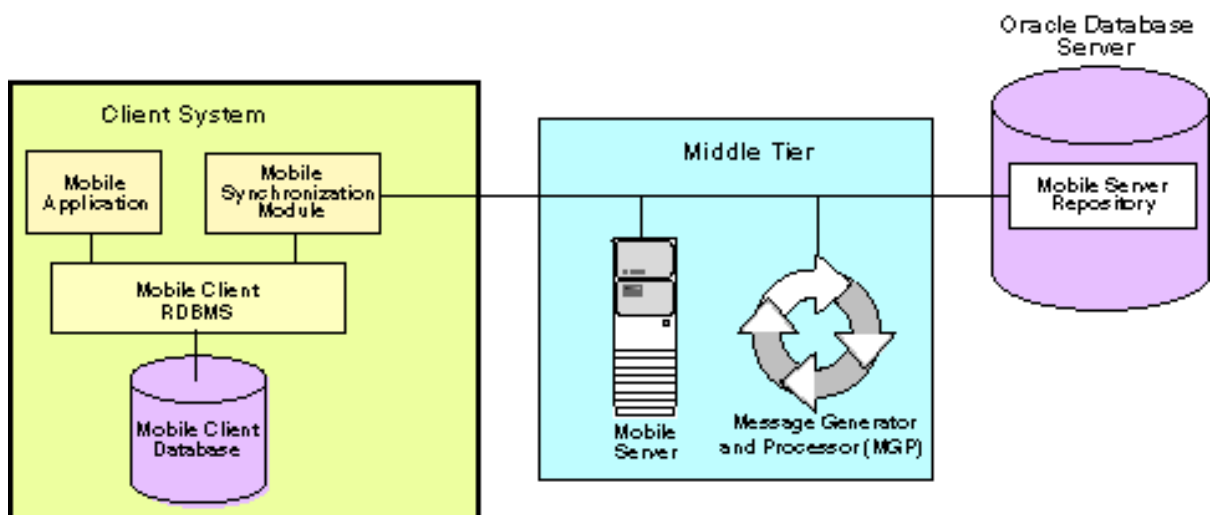 Oracle Database
Server
Client System
Middle Tier
Mobile
Application
Mobile
Synchronization
Module
Mobile Server
Repository
Mobile Client
RDBMS
Mobile Client
Database
Mobile
Server
Message Generator
and Processor (MGP)